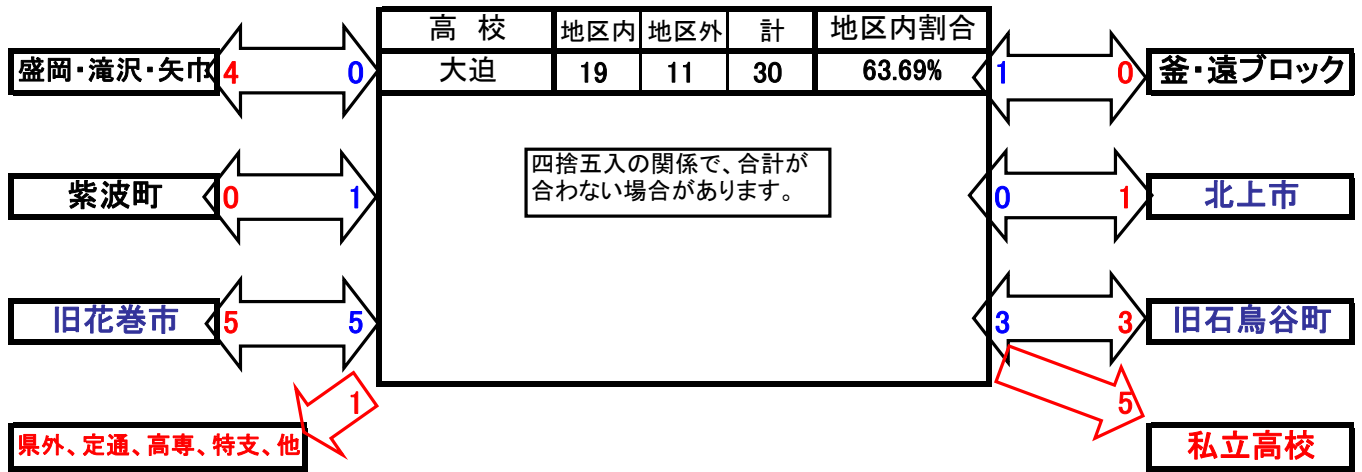 高 校 地区内 地区外 計 地区内割合
大迫 19 11 30 63.69%
盛岡・滝沢・矢巾 4 0
1 0 釜・遠ブロック
四捨五入の関係で、合計が
合わない場合があります。
紫波町 0 1
0 1 北上市
旧花巻市 5 5
3 3 旧石鳥谷町
1
5
県外、定通、高専、特支、他
私立高校